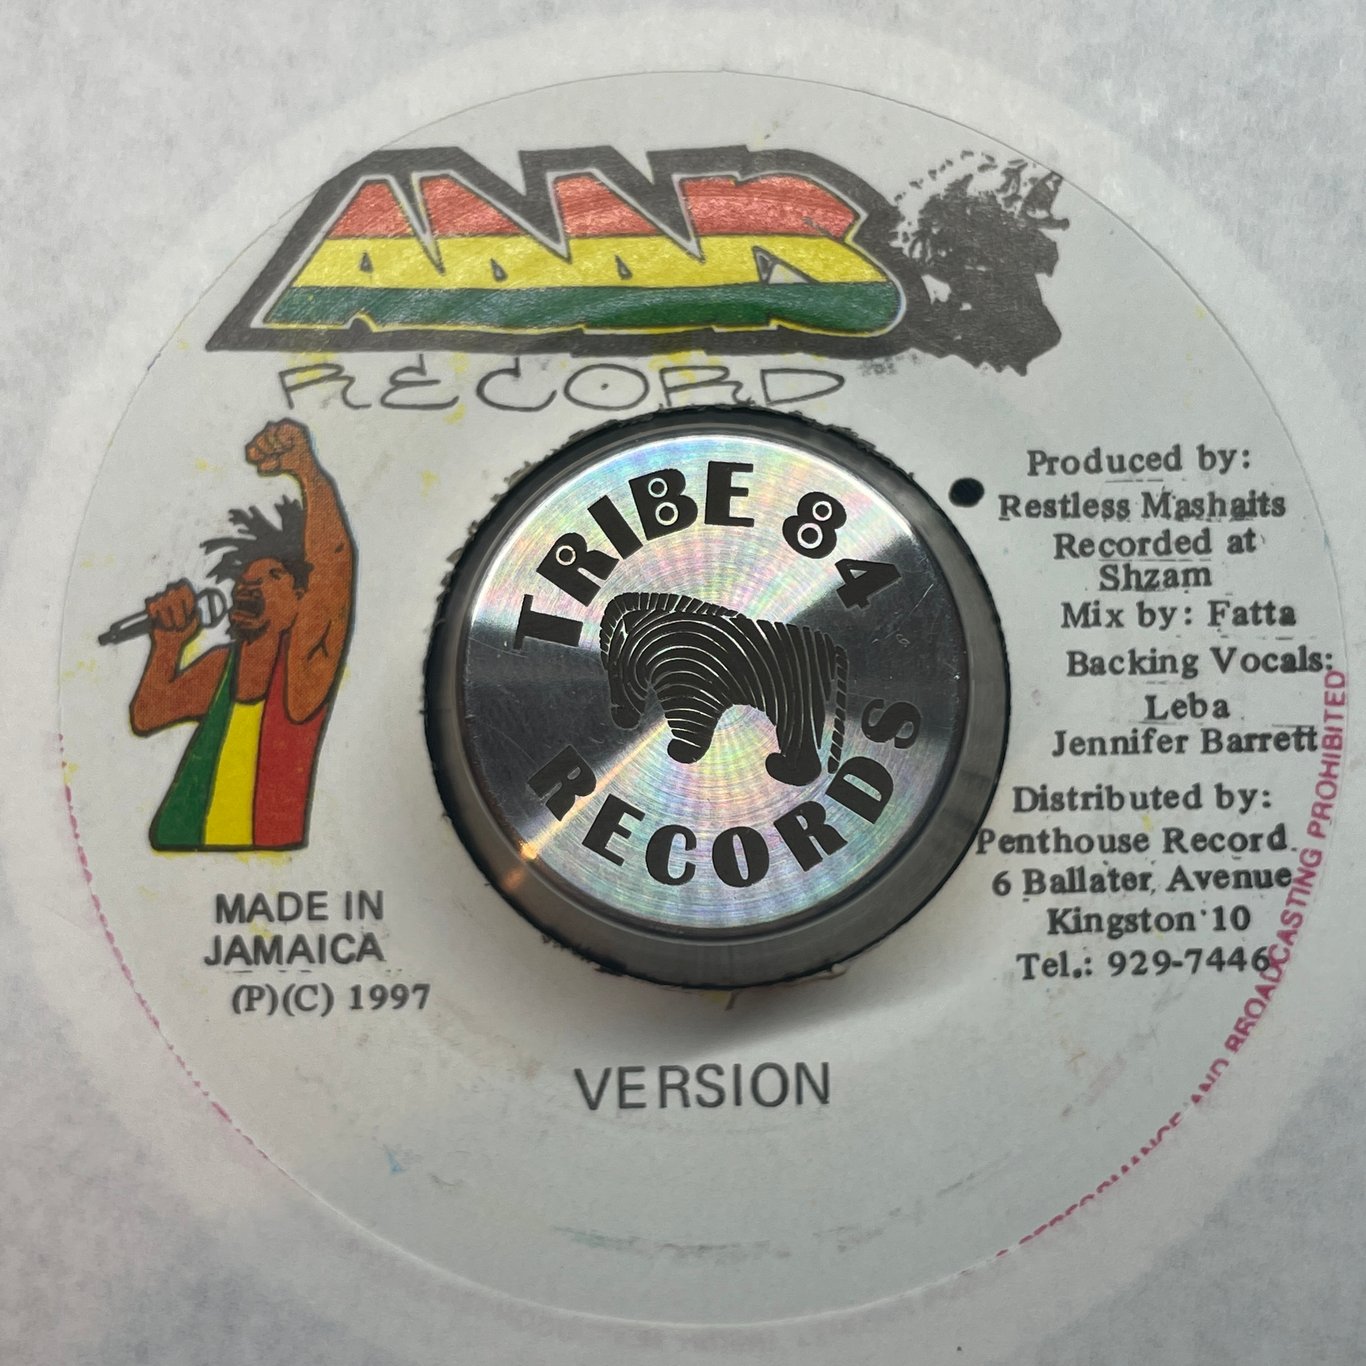 RECORD
TRIBE 84
RECORDS
Produced by:
Restless Mashaits
Recorded at
Shzam
Mix by: Fatta
Backing Vocals:
Leba
Jennifer Barrett
Distributed by:
Penthouse Record
6 Ballater Avenue
Kingston 10
Tel.: 929-7446
MADE IN
JAMAICA
(P)(C) 1997
VERSION
AND BROADCASTING PROHIBITED